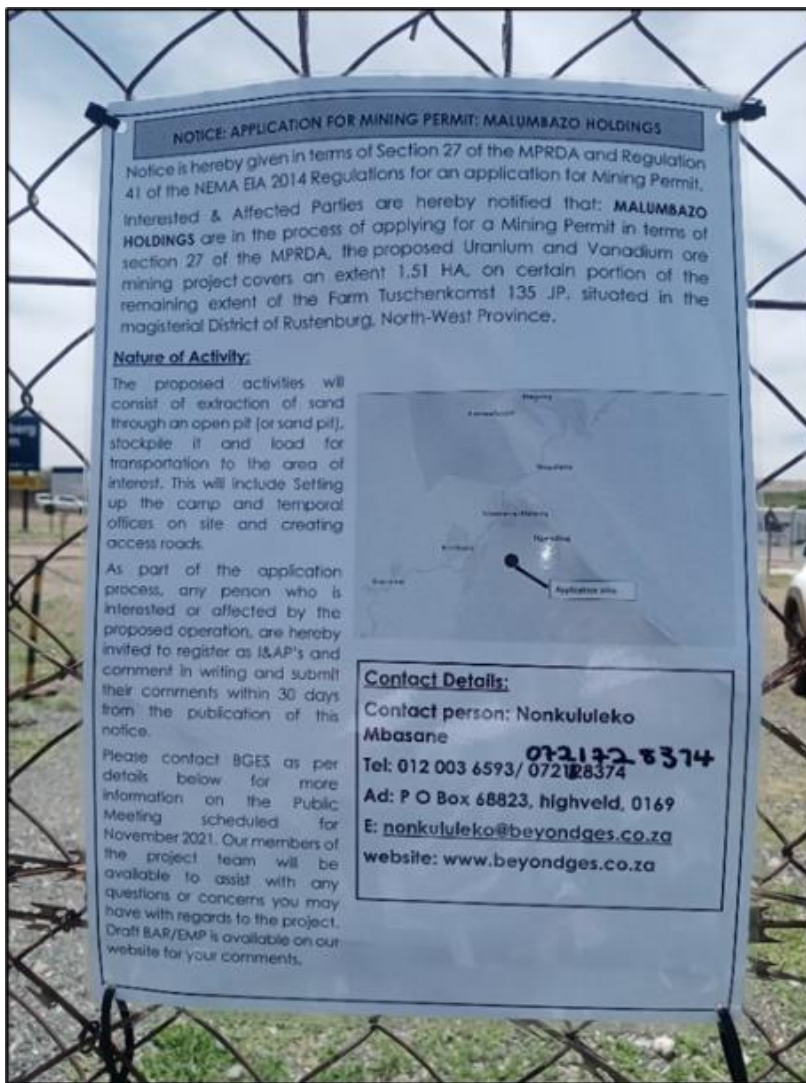 NOTICE: APPLICATION FOR MINING PERMIT: MALUMBAZO HOLDINGS
Notice is hereby given in terms of Section 27 of the MPRDA and Regulation
41 of the NEMA EIA 2014 Regulations for an application for Mining Permit.
Interested & Affected Parties are hereby notified that: MALUMBAZO
HOLDINGS are in the process of applying for a Mining Permit in terms of
section 27 of the MPRDA, the proposed Uranium and Vanadium ore
mining project covers an extent 1.51 HA, on certain portion of the
remaining extent of the Farm Tuschenkomst 135 JP, situated in the
magisterial District of Rustenburg, North-West Province.
Nature of Activity:
The proposed activities will
consist of extraction of sand
through an open pit (or sand pit),
stockpile it and load for
transportation to the area of
interest. This will include Setting
up the camp and temporal
offices on site and creating
access roads.
As part of the application
process, any person who is
interested or affected by the
proposed operation, are hereby
invited to register as I&AP's and
comment in writing and submit
their comments within 30 days
from the publication of this
notice.
Please contact BGES as per
details below for more
information on the Public
Meeting scheduled for
November 2021. Our members of
the project team will be
available to assist with any
questions or concerns you may
have with regards to the project.
Draft BAR/EMP is available on our
website for your comments.
Application site
Contact Details:
Contact person: Nonkululeko
Mbasane
0721728374
Tel: 012 003 6593/ 072128374
Ad: P O Box 68823, highveld, 0169
E: nonkululeko@beyondges.co.za
website: www.beyondges.co.za